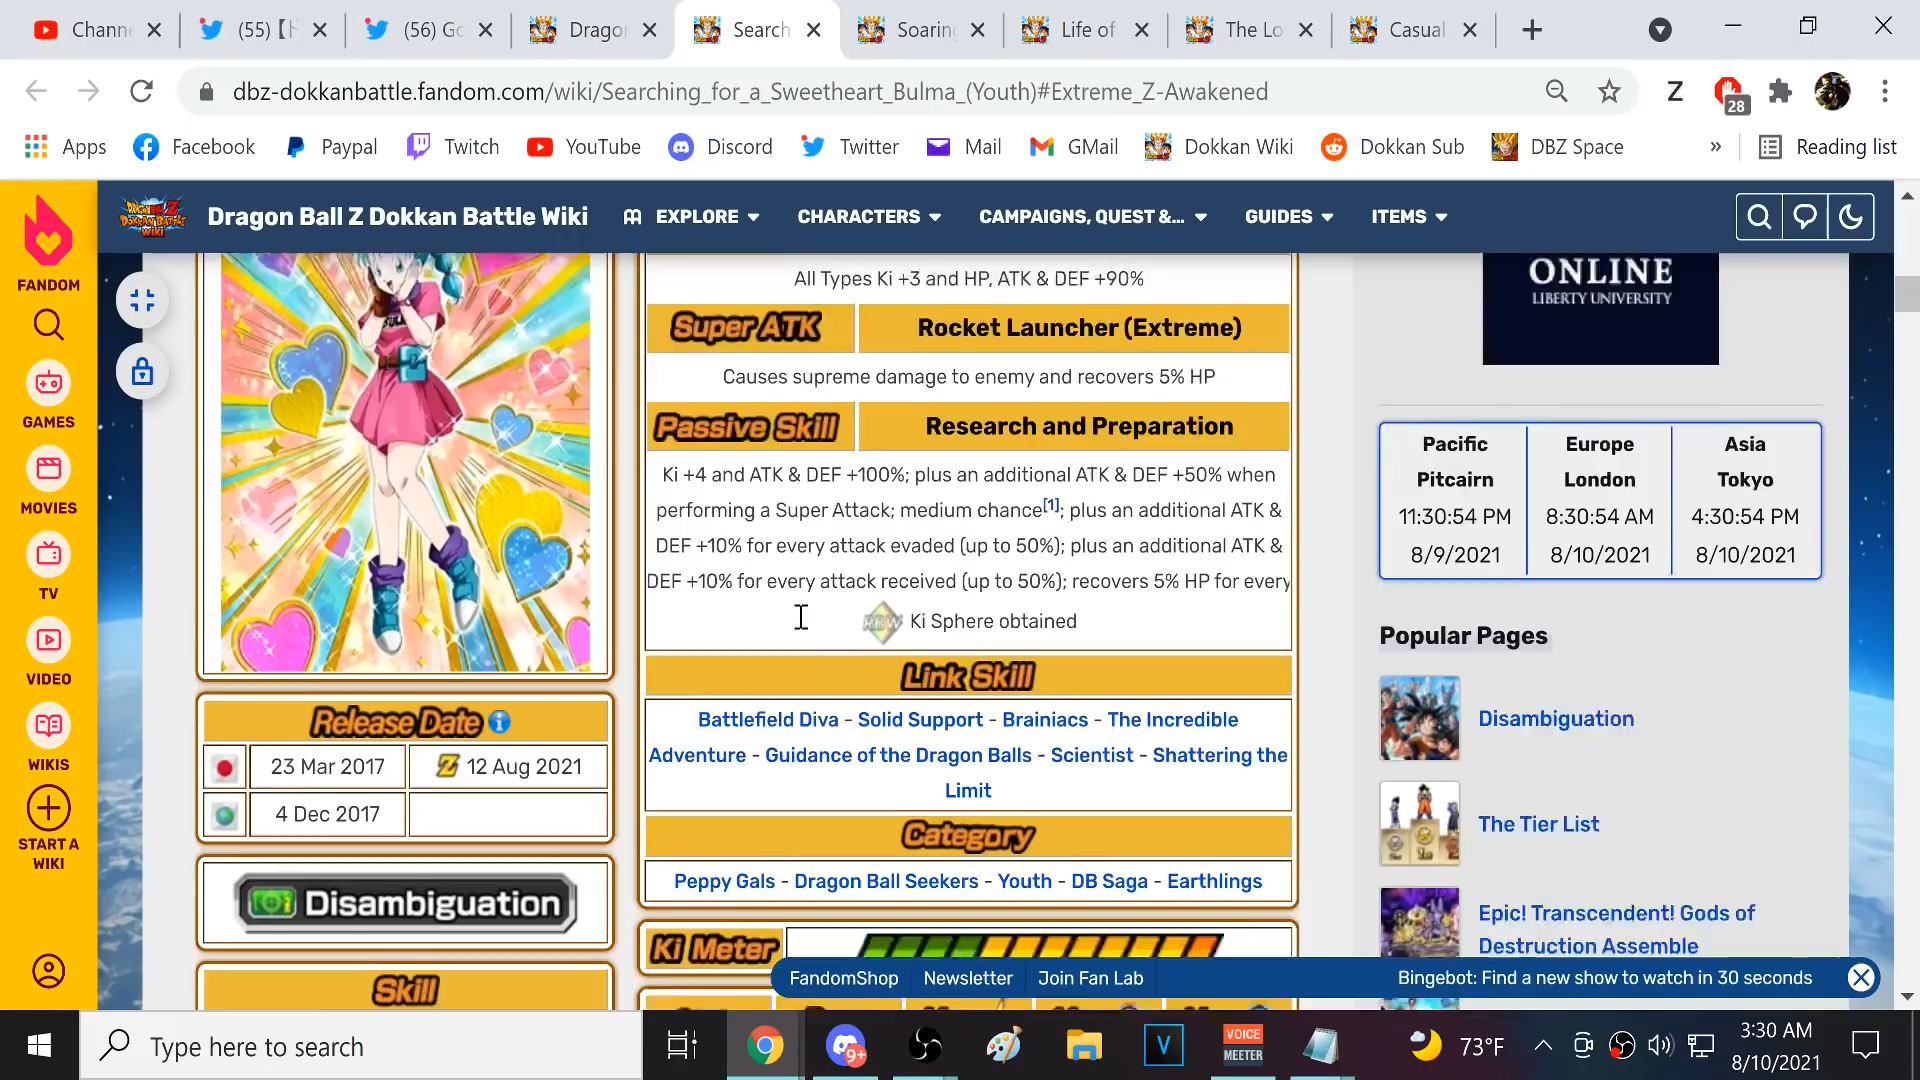 Chann
(55)
(56) Go
Dragon
Search
Soaring
Life of
The Lo
Casual
dbz-dokkanbattle.fandom.com/wiki/Searching_for_a_Sweetheart_Bulma_(Youth)#Extreme_Z-Awakened
Z
28
Apps Facebook Paypal Twitch YouTube Discord Twitter Mail GMail Dokkan Wiki Dokkan Sub DBZ Space » Reading list
Dragon Ball Z Dokkan Battle Wiki EXPLORE CHARACTERS CAMPAIGNS, QUEST &... GUIDES ITEMS
FANDOM
GAMES
MOVIES
TV
VIDEO
WIKIS
START A
WIKI
All Types Ki +3 and HP, ATK & DEF +90%
Super ATK Rocket Launcher (Extreme)
Causes supreme damage to enemy and recovers 5% HP
Passive Skill Research and Preparation
Ki +4 and ATK & DEF +100%; plus an additional ATK & DEF +50% when
performing a Super Attack; medium chance[1]; plus an additional ATK &
DEF +10% for every attack evaded (up to 50%); plus an additional ATK &
DEF +10% for every attack received (up to 50%); recovers 5% HP for every
RBW Ki Sphere obtained
Link Skill
Battlefield Diva - Solid Support - Brainiacs - The Incredible
Adventure - Guidance of the Dragon Balls - Scientist - Shattering the
Limit
Category
Peppy Gals - Dragon Ball Seekers - Youth - DB Saga - Earthlings
Ki Meter
Release Date
23 Mar 2017 Z 12 Aug 2021
4 Dec 2017
Disambiguation
Skill
ONLINE
LIBERTY UNIVERSITY
Pacific Europe Asia
Pitcairn London Tokyo
11:30:54 PM 8:30:54 AM 4:30:54 PM
8/9/2021 8/10/2021 8/10/2021
Popular Pages
Disambiguation
The Tier List
Epic! Transcendent! Gods of
Destruction Assemble
FandomShop Newsletter Join Fan Lab Bingebot: Find a new show to watch in 30 seconds
Type here to search
9+
V
VOICE
MEETER
73°F
3:30 AM
8/10/2021